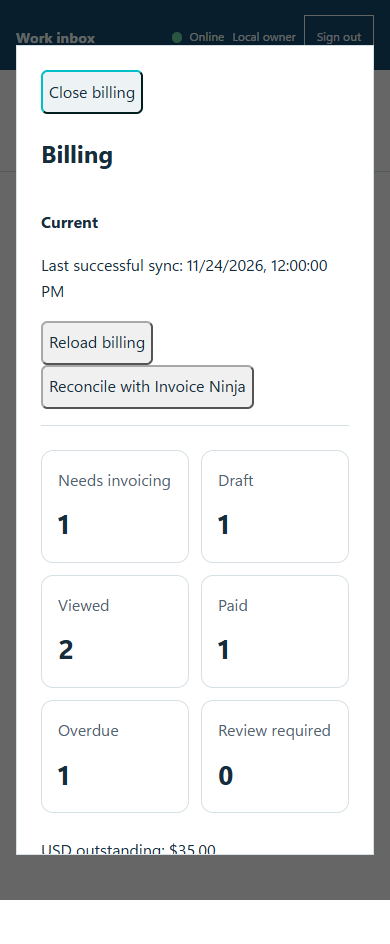 Work inbox
Online
Local owner
Sign out
Close billing
Billing
Current
Last successful sync: 11/24/2026, 12:00:00
PM
Reload billing
Reconcile with Invoice Ninja
Needs invoicing
1
Draft
1
Viewed
2
Paid
1
Overdue
1
Review required
0
USD outstanding: $35.00